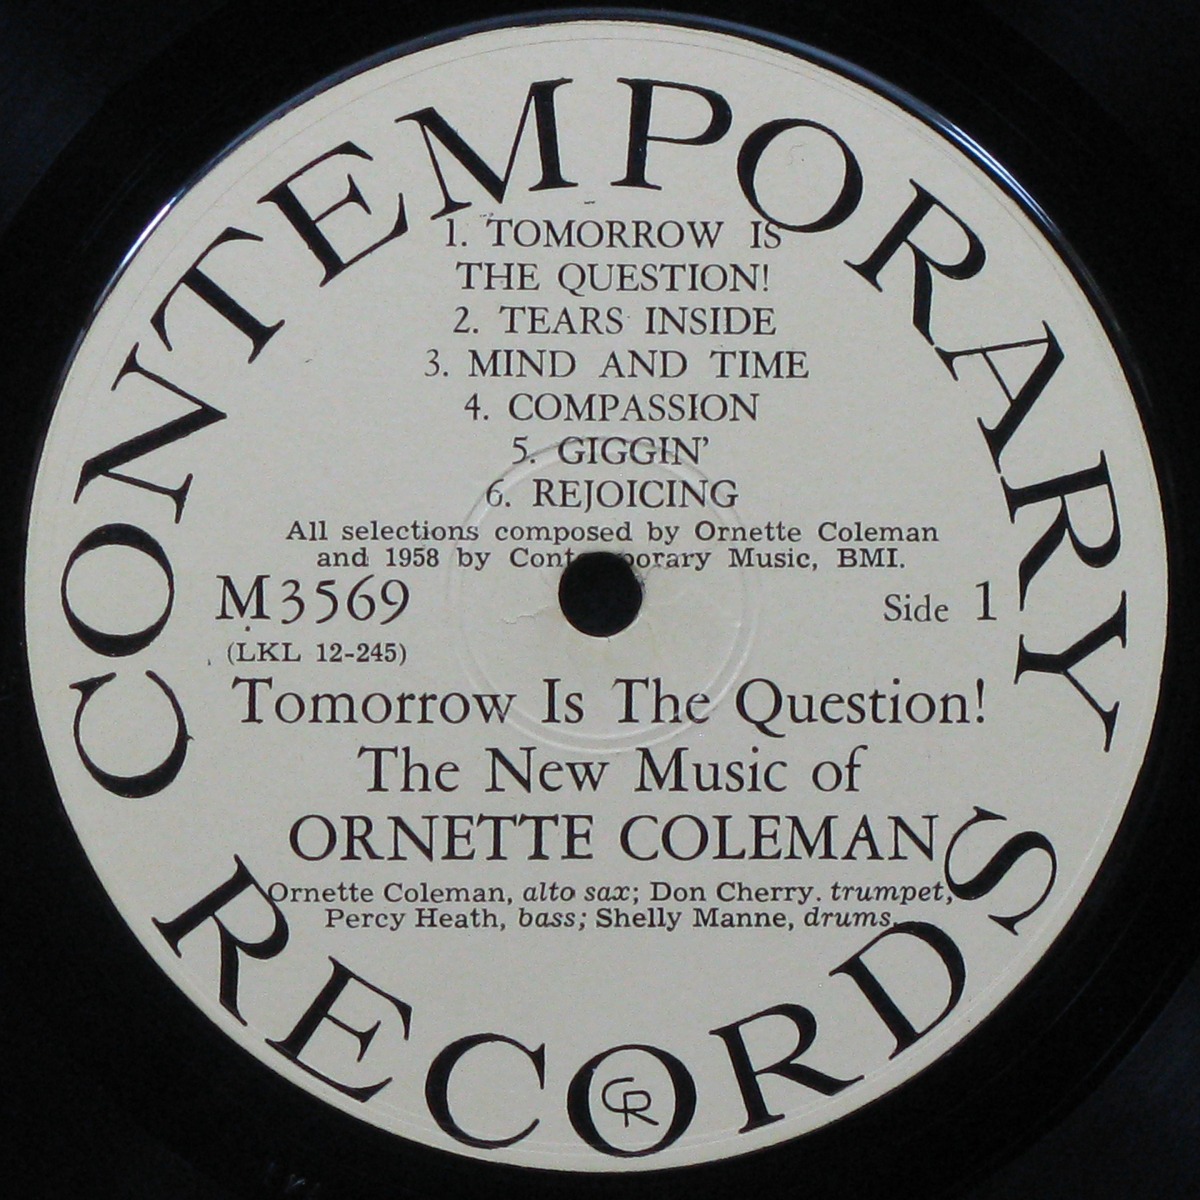 CONTEMPORARY
1. TOMORROW IS
THE QUESTION!
2. TEARS INSIDE
3. MIND AND TIME
4. COMPASSION
5. GIGGIN'
6. REJOICING
All selections composed by Ornette Coleman
and 1958 by Contemporary Music, BMI.
M3569
Side 1
(LKL 12-245)
Tomorrow Is The Question!
The New Music of
ORNETTE COLEMAN
Ornette Coleman, alto sax; Don Cherry. trumpet,
Percy Heath, bass; Shelly Manne, drums.
RECORDS
CR